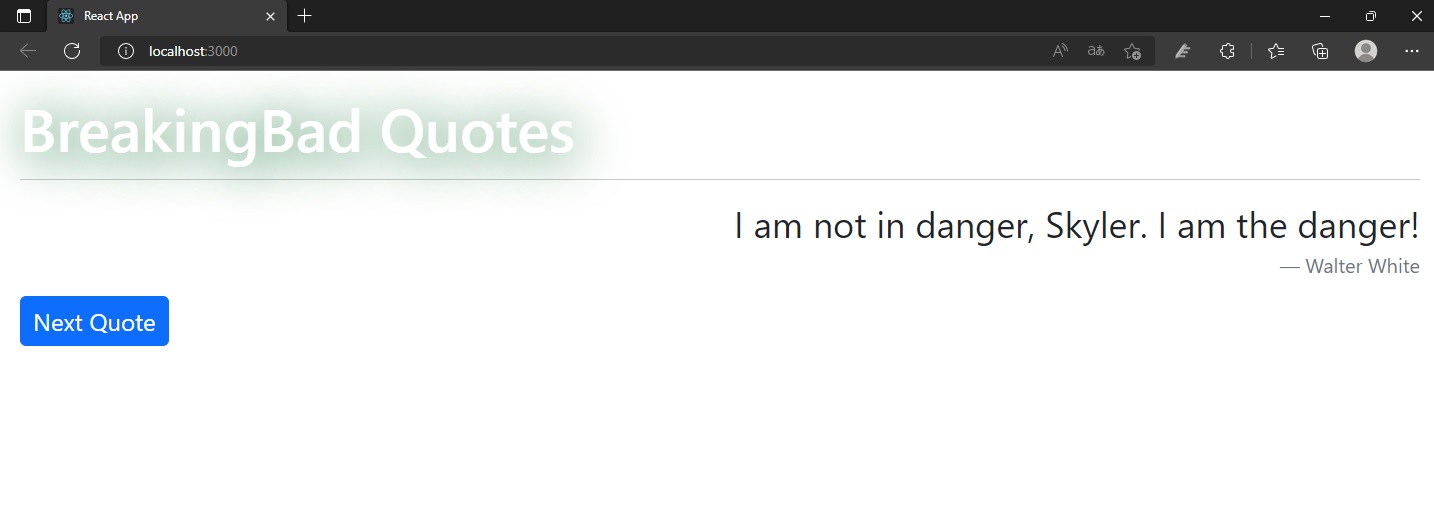 React App
localhost:3000
BreakingBad Quotes
I am not in danger, Skyler. I am the danger!
— Walter White
Next Quote